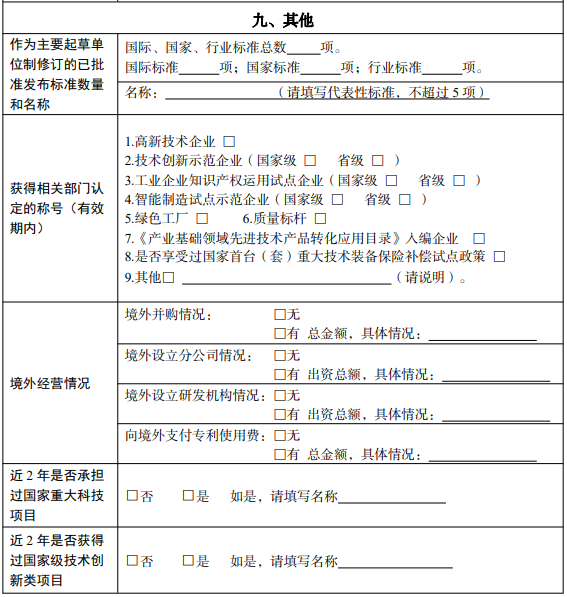 九、其他
作为主要起草单
位制修订的已批
准发布标准数量
和名称
国际、国家、行业标准总数_____项。
国际标准______项；国家标准______项；行业标准_____项。
名称：________________（请填写代表性标准，不超过 5 项）
获得相关部门认
定的称号（有效
期内）
1.高新技术企业 □
2.技术创新示范企业（国家级 □ 省级 □ ）
3.工业企业知识产权运用试点企业（国家级 □ 省级 □ ）
4.智能制造试点示范企业（国家级 □ 省级 □ ）
5.绿色工厂 □ 6.质量标杆 □
7.《产业基础领域先进技术产品转化应用目录》入编企业 □
8.是否享受过国家首台（套）重大技术装备保险补偿试点政策 □
9.其他□ ______________________________（请说明）。
境外经营情况
境外并购情况： □无
□有 总金额，具体情况：________________
境外设立分公司情况： □无
□有 出资总额，具体情况：________________
境外设立研发机构情况：□无
□有 出资总额，具体情况：________________
向境外支付专利使用费：□无
□有 总金额，具体情况：________________
近 2 年是否承担
过国家重大科技
项目
□否 □是 如是，请填写名称________________
近 2 年是否获得
过国家级技术创
新类项目
□否 □是 如是，请填写名称________________